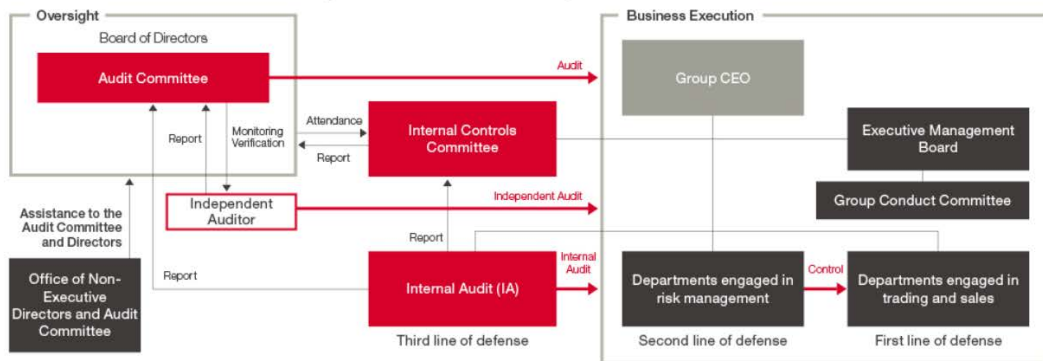 Oversight
Business Execution
Board of Directors
Audit Committee
Audit
Group CEO
Report
Monitoring
Verification
Attendance
Report
Internal Controls
Committee
Executive Management
Board
Independent
Auditor
Independent Audit
Group Conduct Committee
Assistance to the
Audit Committee
and Directors
Report
Office of Non-
Executive
Directors and Audit
Committee
Report
Internal Audit (IA)
Internal
Audit
Departments engaged in
risk management
Control
Departments engaged in
trading and sales
Third line of defense
Second line of defense
First line of defense